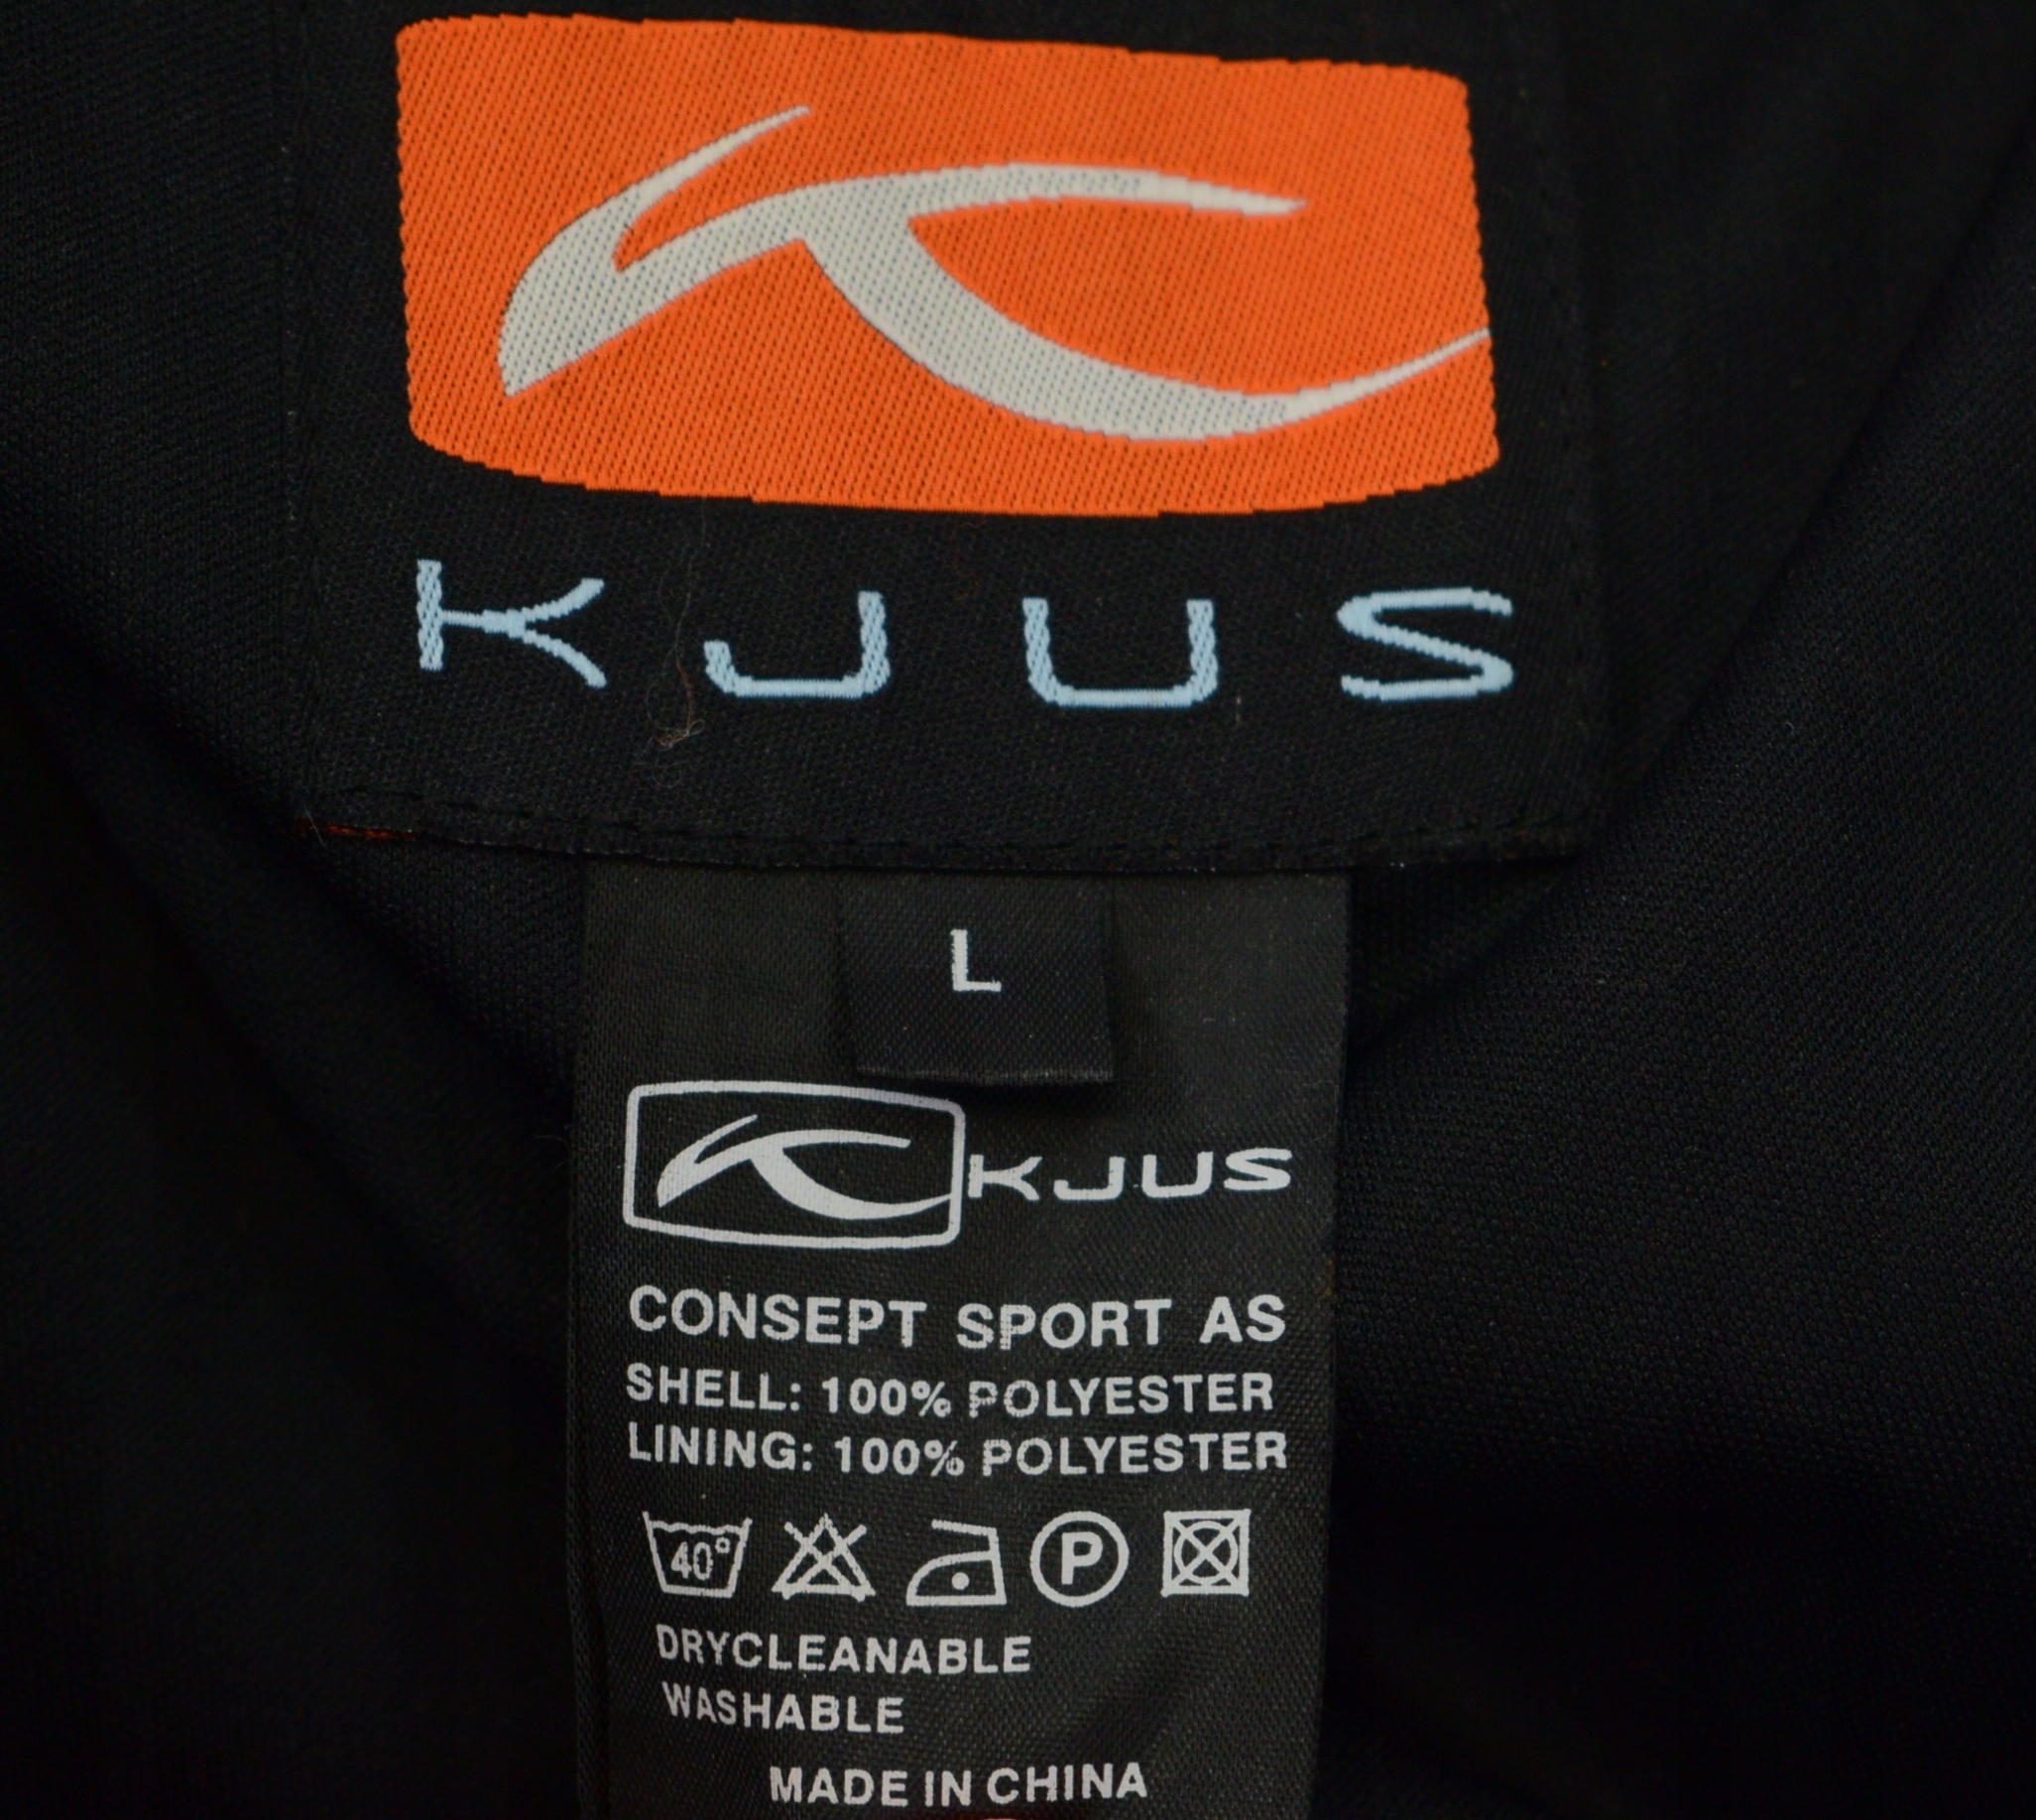 KJUS
L
KJUS
CONSEPT SPORT AS
SHELL: 100% POLYESTER
LINING: 100% POLYESTER
40° P
DRYCLEANABLE
WASHABLE
MADE IN CHINA